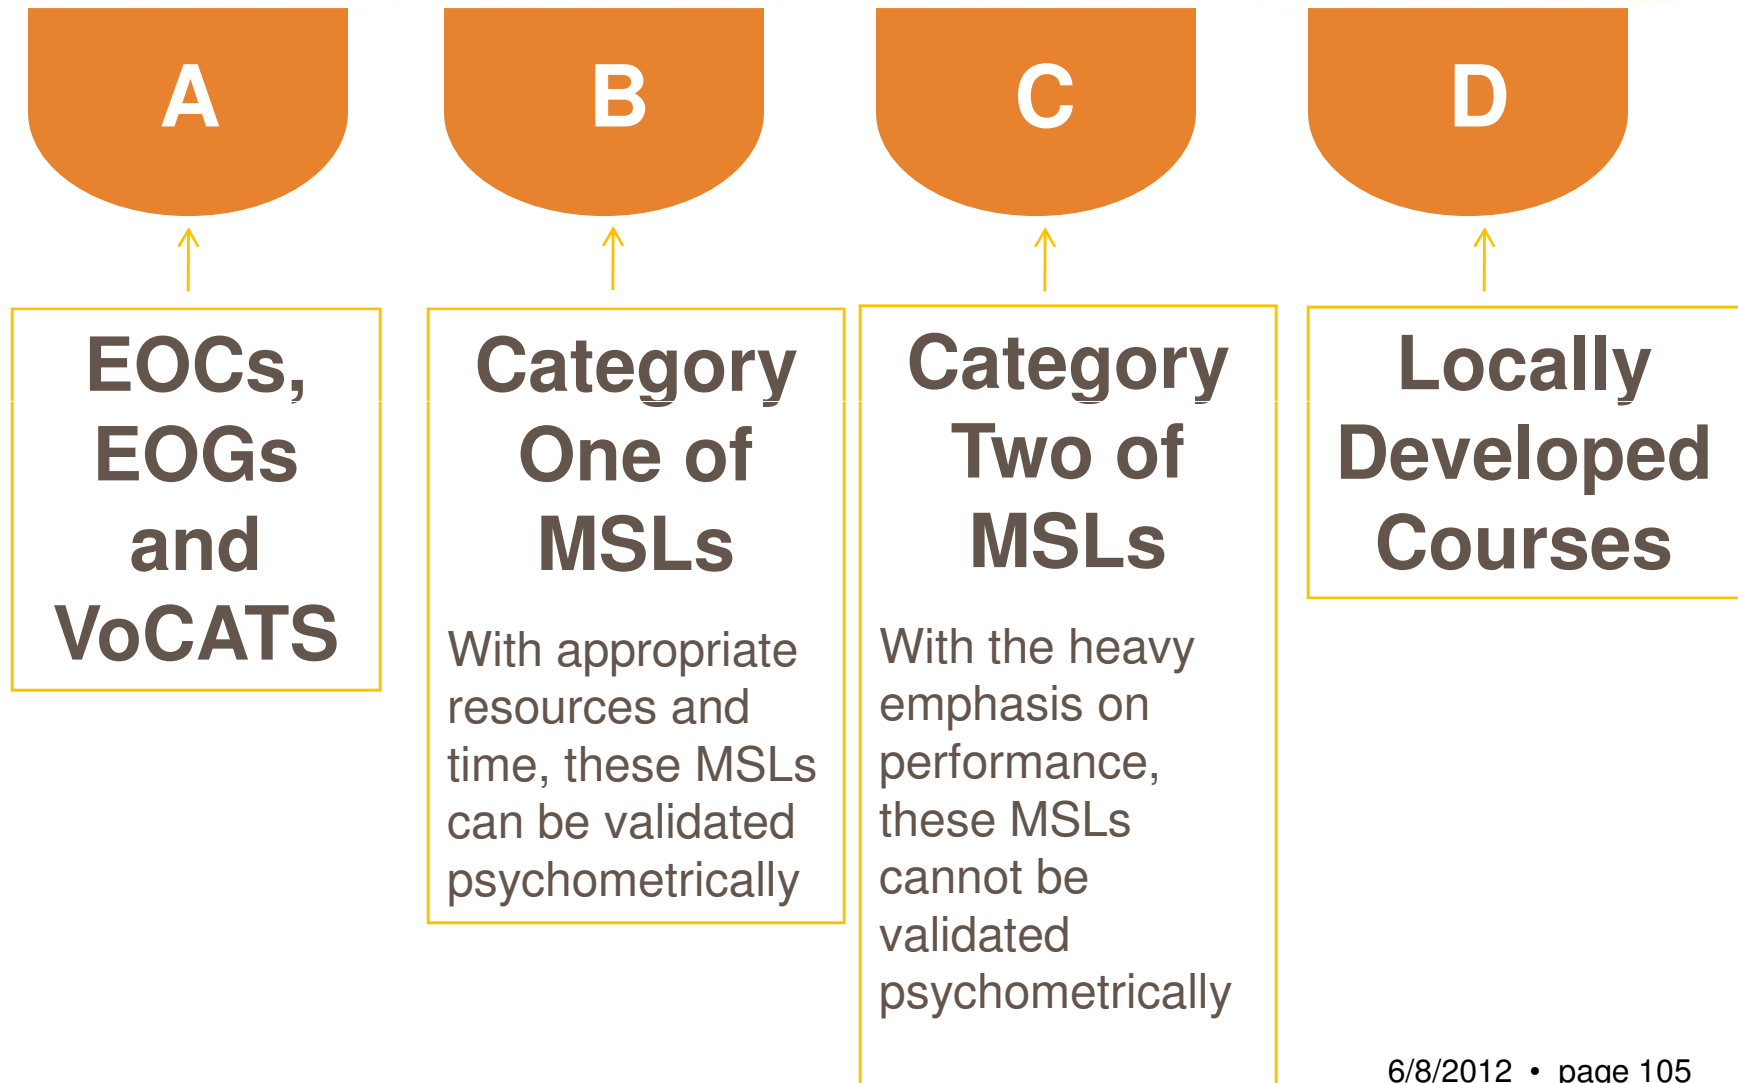 A
B
C
D
EOCs,
EOGs
and
VoCATS
Category
One of
MSLs
With appropriate
resources and
time, these MSLs
can be validated
psychometrically
Category
Two of
MSLs
With the heavy
emphasis on
performance,
these MSLs
cannot be
validated
psychometrically
Locally
Developed
Courses
6/8/2012 • page 105